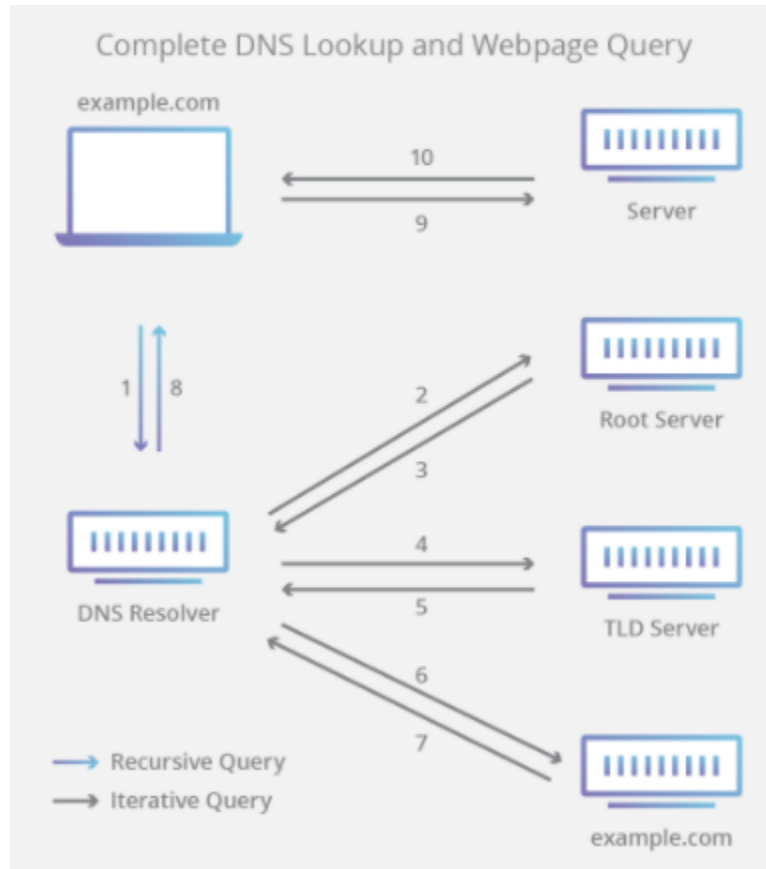 Complete DNS Lookup and Webpage Query
example.com
10
9
Server
1
8
2
3
Root Server
DNS Resolver
4
5
TLD Server
6
7
Recursive Query
Iterative Query
example.com